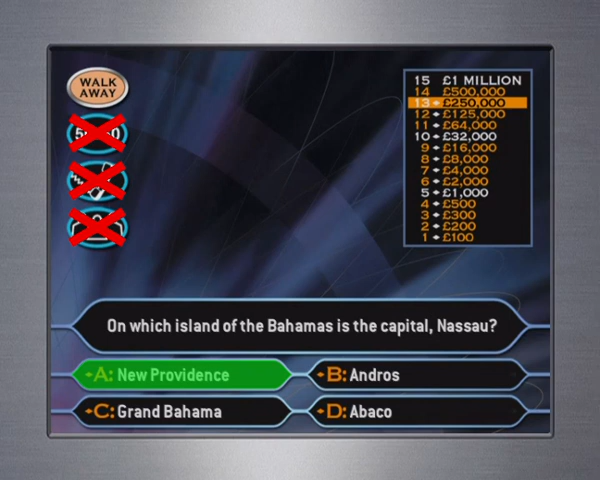 WALK
AWAY
15 £1 MILLION
14 £500,000
13 ◆ £250,000
12 ◆ £125,000
11 ◆ £64,000
10 ◆ £32,000
9 ◆ £16,000
8 ◆ £8,000
7 ◆ £4,000
6 ◆ £2,000
5 ◆ £1,000
4 ◆ £500
3 ◆ £300
2 ◆ £200
1 ◆ £100
On which island of the Bahamas is the capital, Nassau?
◆A: New Providence
◆B: Andros
◆C: Grand Bahama
◆D: Abaco